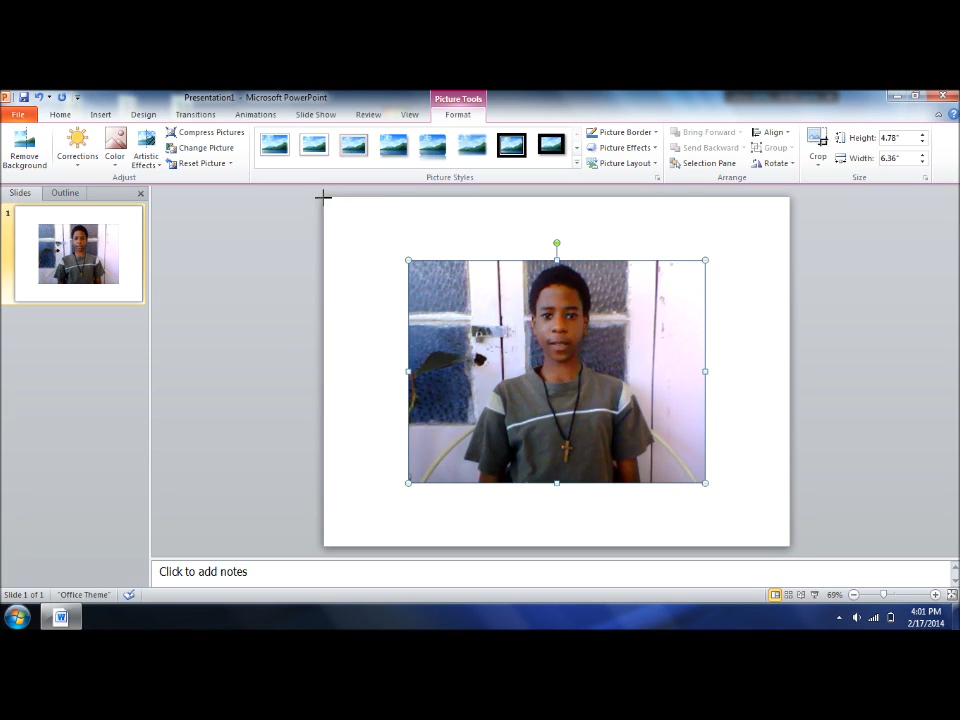 Presentation1 - Microsoft PowerPoint
Picture Tools
File Home Insert Design Transitions Animations Slide Show Review View Format
Remove Background
Corrections
Color
Artistic Effects
Compress Pictures
Change Picture
Reset Picture
Adjust
Picture Styles
Picture Border
Picture Effects
Picture Layout
Bring Forward
Send Backward
Selection Pane
Align
Group
Rotate
Arrange
Crop
Height: 4.78"
Width: 6.36"
Size
Slides Outline
1
Click to add notes
Slide 1 of 1 "Office Theme" 69%
4:01 PM
2/17/2014